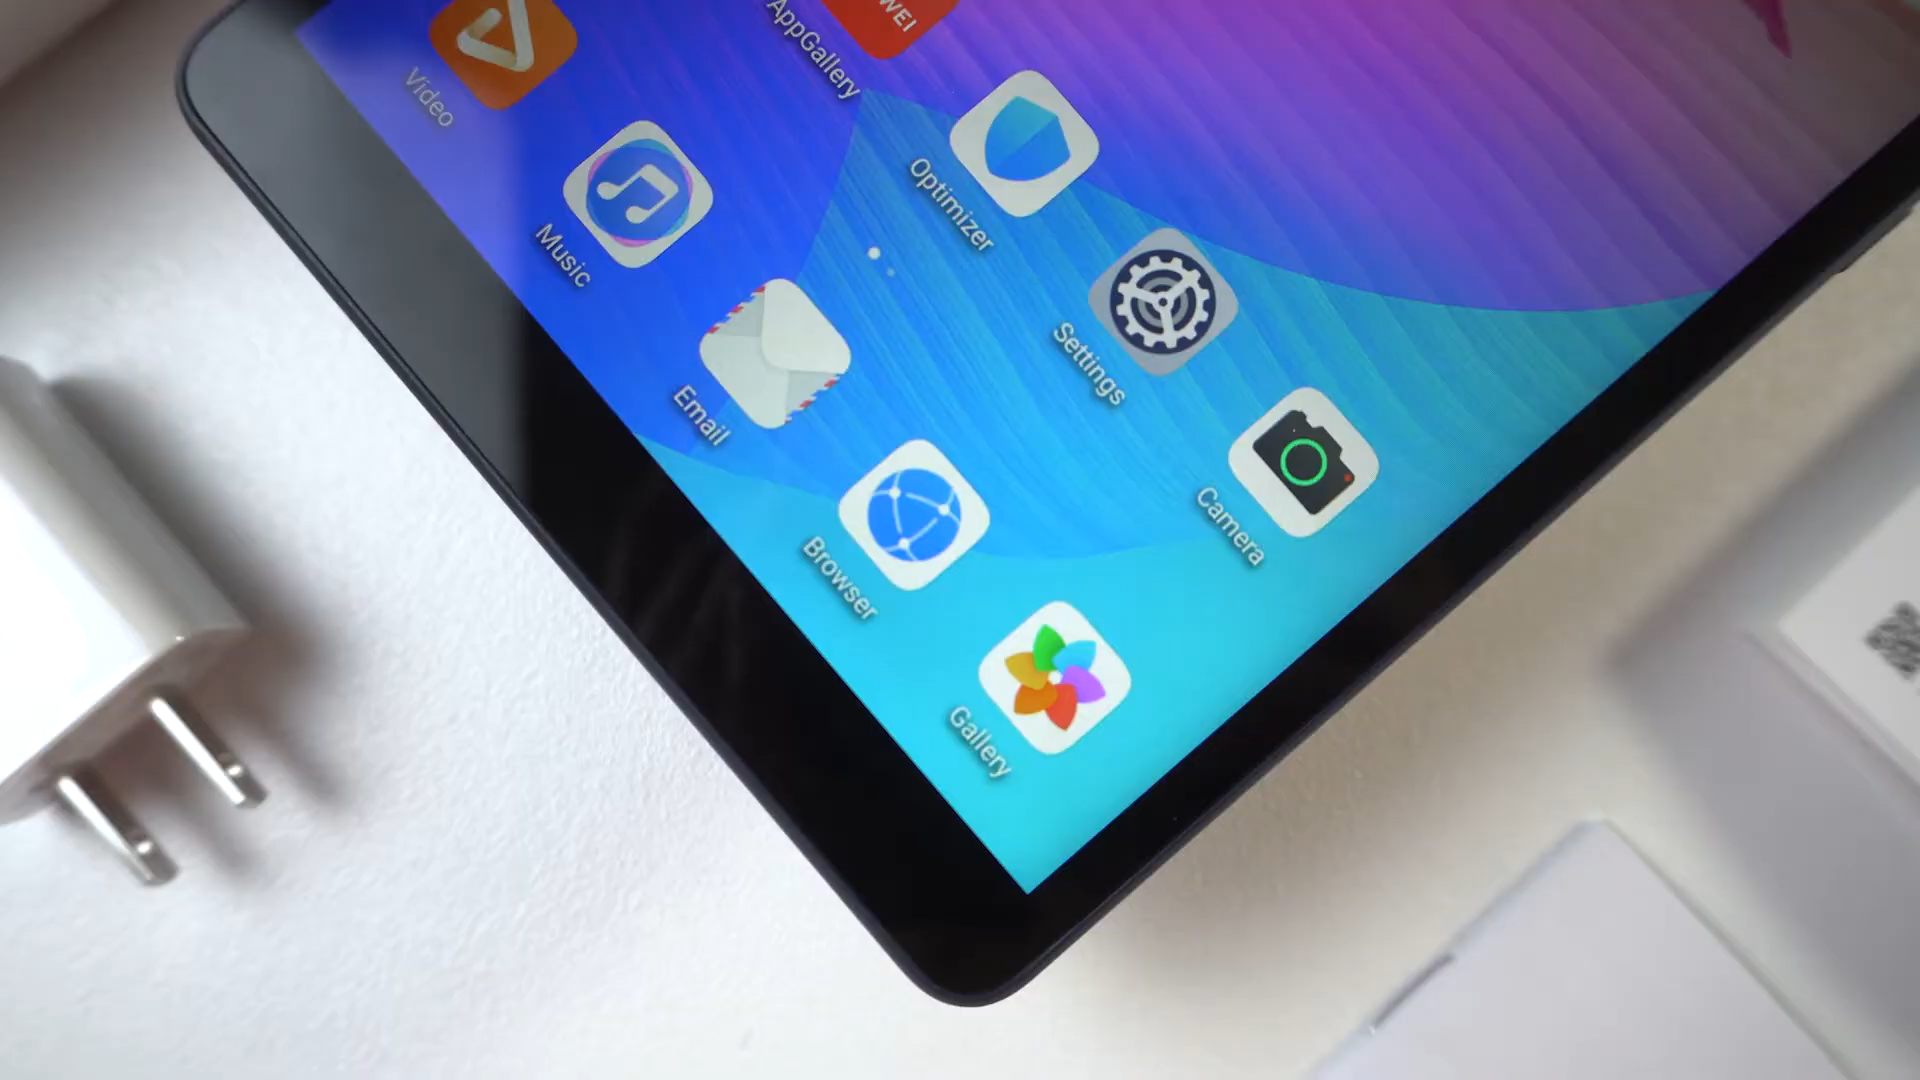 WEI
AppGallery
Optimizer
Settings
Camera
Video
Music
Email
Browser
Gallery